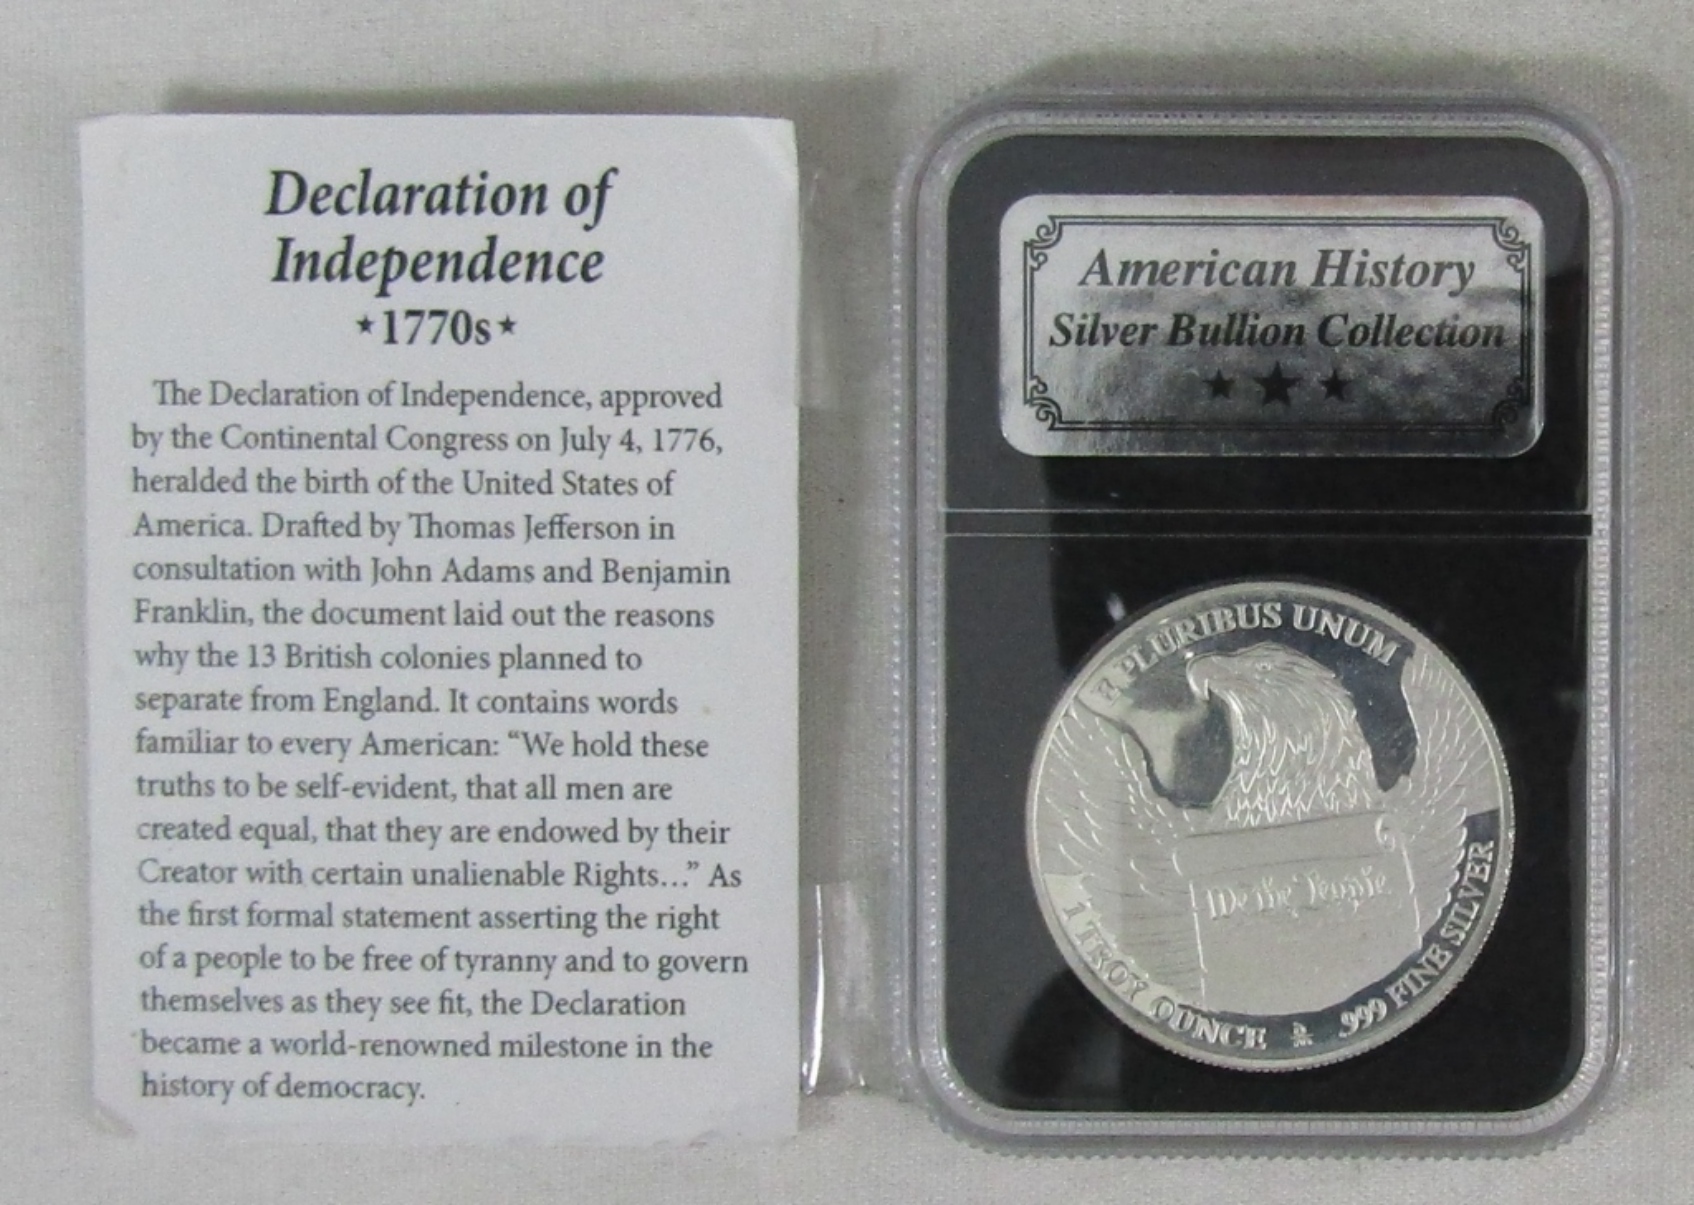 Declaration of
Independence
★1770s★
The Declaration of Independence, approved
by the Continental Congress on July 4, 1776,
heralded the birth of the United States of
America. Drafted by Thomas Jefferson in
consultation with John Adams and Benjamin
Franklin, the document laid out the reasons
why the 13 British colonies planned to
separate from England. It contains words
familiar to every American: “We hold these
truths to be self-evident, that all men are
created equal, that they are endowed by their
Creator with certain unalienable Rights…” As
the first formal statement asserting the right
of a people to be free of tyranny and to govern
themselves as they see fit, the Declaration
became a world-renowned milestone in the
history of democracy.
American History
Silver Bullion Collection
★ ★ ★
E PLURIBUS UNUM
We the People
1 TROY OUNCE
.999 FINE SILVER